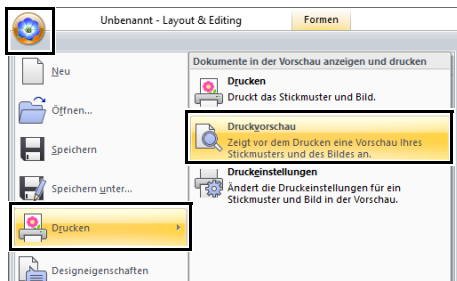 Unbenannt - Layout & Editing
Formen
Neu
Öffnen...
Speichern
Speichern unter...
Drucken
Designeigenschaften
Dokumente in der Vorschau anzeigen und drucken
Drucken
Druckt das Stickmuster und Bild.
Druckvorschau
Zeigt vor dem Drucken eine Vorschau Ihres
Stickmusters und des Bildes an.
Druckeinstellungen
Ändert die Druckeinstellungen für ein
Stickmuster und Bild in der Vorschau.